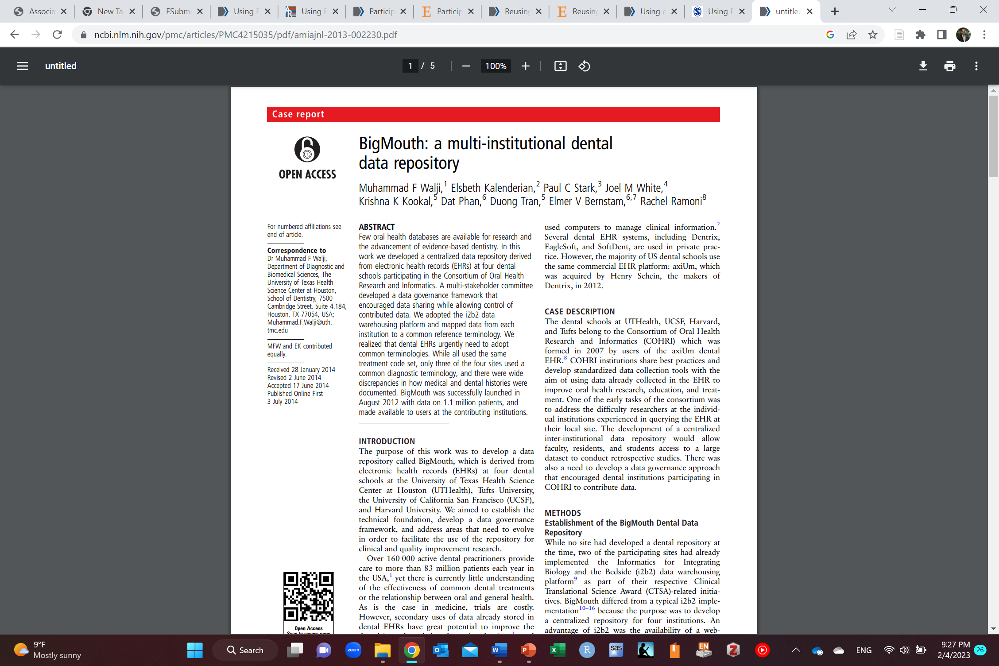 Associa
New Ta
ESubm
Using E
Using E
Particip
Particip
Reusing
Reusing
Using e
Using E
untitled
ncbi.nlm.nih.gov/pmc/articles/PMC4215035/pdf/amiajnl-2013-002230.pdf
untitled
1 / 5
100%
Case report
OPEN ACCESS
BigMouth: a multi-institutional dental
data repository
Muhammad F Walji,1 Elsbeth Kalenderian,2 Paul C Stark,3 Joel M White,4
Krishna K Kookal,5 Dat Phan,6 Duong Tran,5 Elmer V Bernstam,6,7 Rachel Ramoni8
For numbered affiliations see
end of article.
Correspondence to
Dr Muhammad F Walji,
Department of Diagnostic and
Biomedical Sciences, The
University of Texas Health
Science Center at Houston,
School of Dentistry, 7500
Cambridge Street, Suite 4.184,
Houston, TX 77054, USA;
Muhammad.F.Walji@uth.
tmc.edu
MFW and EK contributed
equally.
Received 28 January 2014
Revised 2 June 2014
Accepted 17 June 2014
Published Online First
3 July 2014
Open Access
Scan to access more
ABSTRACT
Few oral health databases are available for research and
the advancement of evidence-based dentistry. In this
work we developed a centralized data repository derived
from electronic health records (EHRs) at four dental
schools participating in the Consortium of Oral Health
Research and Informatics. A multi-stakeholder committee
developed a data governance framework that
encouraged data sharing while allowing control of
contributed data. We adopted the i2b2 data
warehousing platform and mapped data from each
institution to a common reference terminology. We
realized that dental EHRs urgently need to adopt
common terminologies. While all used the same
treatment code set, only three of the four sites used a
common diagnostic terminology, and there were wide
discrepancies in how medical and dental histories were
documented. BigMouth was successfully launched in
August 2012 with data on 1.1 million patients, and
made available to users at the contributing institutions.
INTRODUCTION
The purpose of this work was to develop a data
repository called BigMouth, which is derived from
electronic health records (EHRs) at four dental
schools at the University of Texas Health Science
Center at Houston (UTHealth), Tufts University,
the University of California San Francisco (UCSF),
and Harvard University. We aimed to establish the
technical foundation, develop a data governance
framework, and address areas that need to evolve
in order to facilitate the use of the repository for
clinical and quality improvement research.
Over 160 000 active dental practitioners provide
care to more than 83 million patients each year in
the USA,1 yet there is currently little understanding
of the effectiveness of common dental treatments
or the relationship between oral and general health.
As is the case in medicine, trials are costly.
However, secondary uses of data already stored in
dental EHRs have great potential to improve the
used computers to manage clinical information.7
Several dental EHR systems, including Dentrix,
EagleSoft, and SoftDent, are used in private prac-
tice. However, the majority of US dental schools use
the same commercial EHR platform: axiUm, which
was acquired by Henry Schein, the makers of
Dentrix, in 2012.
CASE DESCRIPTION
The dental schools at UTHealth, UCSF, Harvard,
and Tufts belong to the Consortium of Oral Health
Research and Informatics (COHRI) which was
formed in 2007 by users of the axiUm dental
EHR.8 COHRI institutions share best practices and
develop standardized data collection tools with the
aim of using data already collected in the EHR to
improve oral health research, education, and treat-
ment. One of the early tasks of the consortium was
to address the difficulty researchers at the individ-
ual institutions experienced in querying the EHR at
their local site. The development of a centralized
inter-institutional data repository would allow
faculty, residents, and students access to a large
dataset to conduct retrospective studies. There was
also a need to develop a data governance approach
that encouraged dental institutions participating in
COHRI to contribute data.
METHODS
Establishment of the BigMouth Dental Data
Repository
While no site had developed a dental repository at
the time, two of the participating sites had already
implemented the Informatics for Integrating
Biology and the Bedside (i2b2) data warehousing
platform9 as part of their respective Clinical
Translational Science Award (CTSA)-related initia-
tives. BigMouth differed from a typical i2b2 imple-
mentation10–16 because the purpose was to develop
a centralized repository for four institutions. An
advantage of i2b2 was the availability of a web-
9°F
Mostly sunny
Search
zoom
EN
sas
ENG
9:27 PM
2/4/2023
26